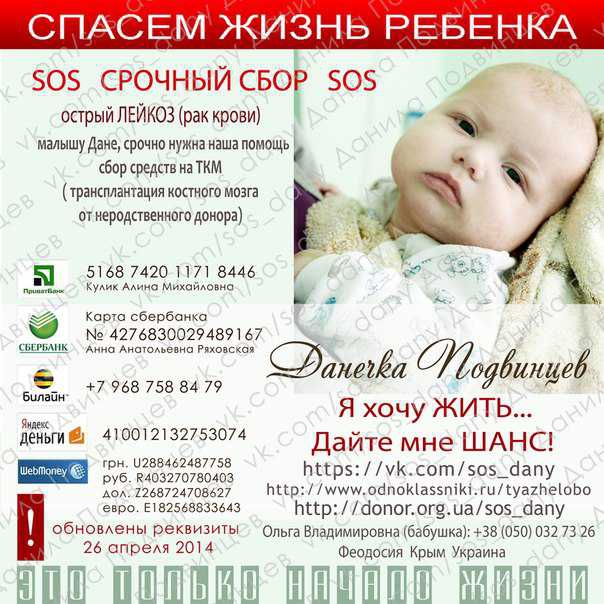 СПАСЕМ ЖИЗНЬ РЕБЕНКА
SOS СРОЧНЫЙ СБОР SOS
острый ЛЕЙКОЗ (рак крови)
малышу Дане, срочно нужна наша помощь
сбор средств на ТКМ
( трансплантация костного мозга
от неродственного донора)
ПриватБанк
5168 7420 1171 8446
Кулик Алина Михайловна
СБЕРБАНК
Карта сбербанка
№ 4276830029489167
Анна Анатольевна Ряховская
Билайн
+7 968 758 84 79
Яндекс
деньги
410012132753074
WebMoney
грн. U288462487758
руб. R403270780403
дол. Z268724708627
евро. E182568833643
! обновлены реквизиты
26 апреля 2014
Данечка Подвинцев
Я хочу ЖИТЬ...
Дайте мне ШАНС!
https://vk.com/sos_dany
http://www.odnoklassniki.ru/tyazhelobo
http://donor.org.ua/sos_dany
Ольга Владимировна (бабушка): +38 (050) 032 73 26
Феодосия Крым Украина
ЭТО ТОЛЬКО НАЧАЛО ЖИЗНИ
vk.com/sos_dany Данила Подвинцев